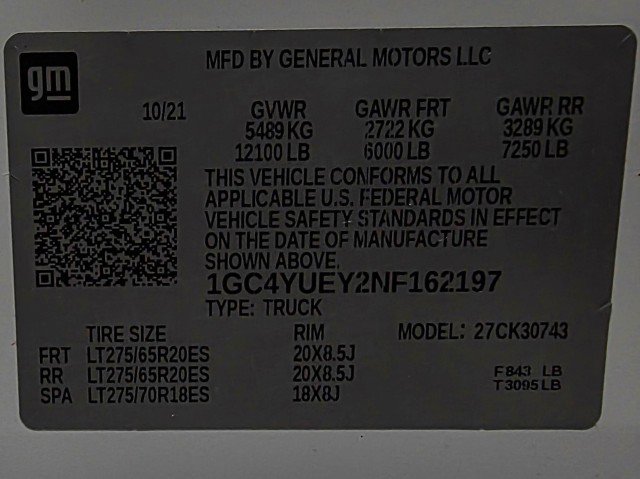 gm
MFD BY GENERAL MOTORS LLC
10/21 GVWR GAWR FRT GAWR RR
5489 KG 2722 KG 3289 KG
12100 LB 6000 LB 7250 LB
THIS VEHICLE CONFORMS TO ALL
APPLICABLE U.S. FEDERAL MOTOR
VEHICLE SAFETY STANDARDS IN EFFECT
ON THE DATE OF MANUFACTURE
SHOWN ABOVE.
1GC4YUEY2NF162197
TYPE: TRUCK
TIRE SIZE RIM MODEL: 27CK30743
FRT LT275/65R20ES 20X8.5J
RR LT275/65R20ES 20X8.5J F843 LB
SPA LT275/70R18ES 18X8J T3095 LB